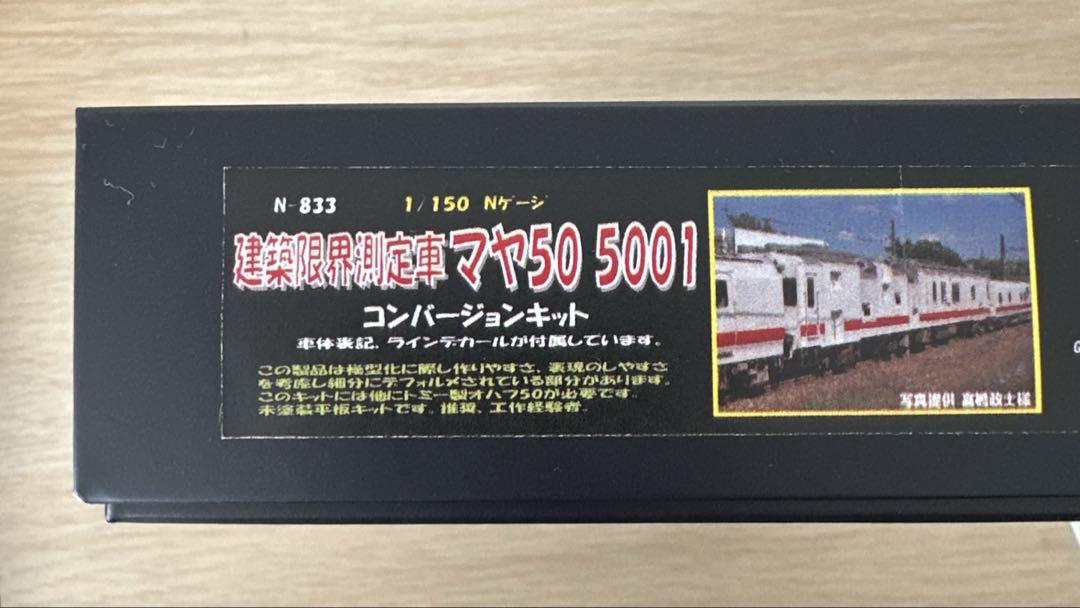 N-833 1/150 Nゲージ
建築限界測定車 マヤ50 5001
コンバージョンキット
車体表記、ラインデカールが付属しています。
この製品は模型化に際し作りやすさ、表現のしやすさ
を考慮し細分にデフォルメされている部分があります。
このキットには他にトミー製オハフ50が必要です。
未塗装平板キットです。推奨、工作経験者。
写真提供 高橋政士様